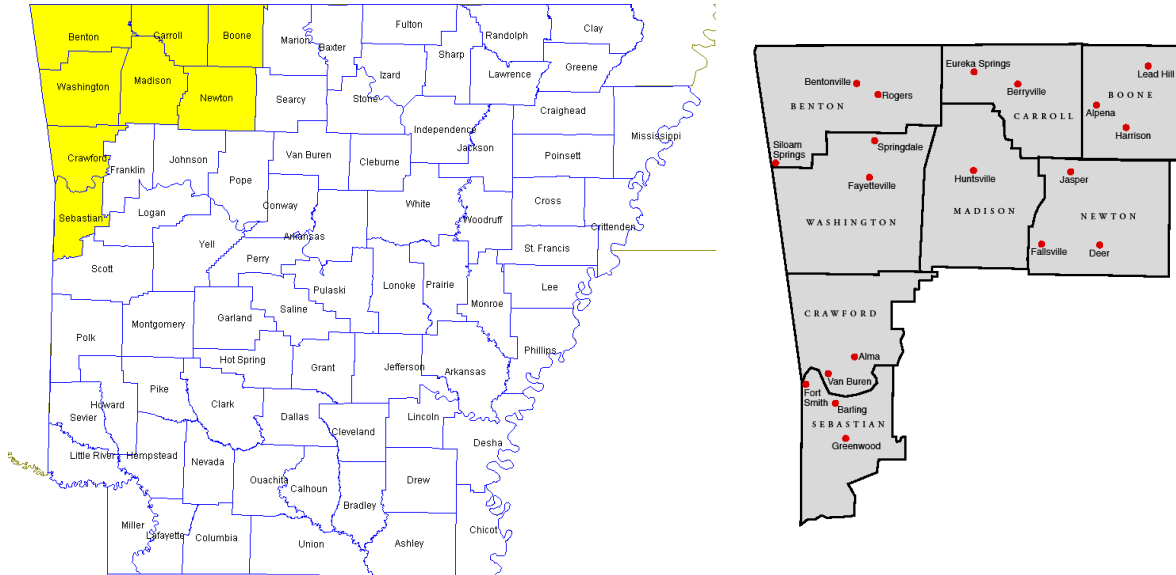 Benton
Carroll
Boone
Marion
Baxter
Fulton
Randolph
Clay
Sharp
Izard
Lawrence
Greene
Washington
Madison
Newton
Searcy
Stone
Independence
Craighead
Mississippi
Jackson
Crawford
Franklin
Johnson
Van Buren
Cleburne
Poinsett
Pope
Logan
Conway
White
Woodruff
Cross
Crittenden
Sebastian
Arkansas
St. Francis
Yell
Scott
Perry
Pulaski
Lonoke
Prairie
Monroe
Lee
Saline
Garland
Montgomery
Polk
Hot Spring
Grant
Jefferson
Arkansas
Phillips
Pike
Howard
Sevier
Clark
Dallas
Cleveland
Lincoln
Desha
Little River
Hempstead
Nevada
Ouachita
Calhoun
Bradley
Drew
Chicot
Miller
Lafayette
Columbia
Union
Ashley
Eureka Springs
Lead Hill
Bentonville
Rogers
Berryville
BOONE
BENTON
CARROLL
Alpena
Harrison
Siloam
Springs
Springdale
Fayetteville
Huntsville
Jasper
WASHINGTON
MADISON
NEWTON
Fallsville
Deer
CRAWFORD
Alma
Van Buren
Fort
Smith
Barling
SEBASTIAN
Greenwood